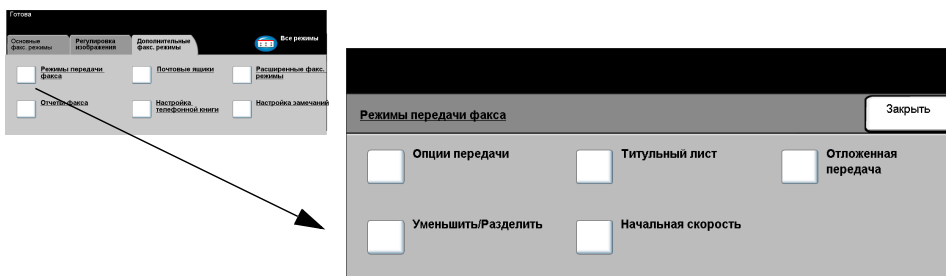 Готова
Основные
факс. режимы
Регулировка
изображения
Дополнительные
факс. режимы
Все режимы
Режимы передачи
факса
Почтовые ящики
Расширенные факс.
режимы
Отчеты факса
Настройка
телефонной книги
Настройка замечаний
Режимы передачи факса
Закрыть
Опции передачи
Титульный лист
Отложенная
передача
Уменьшить/Разделить
Начальная скорость